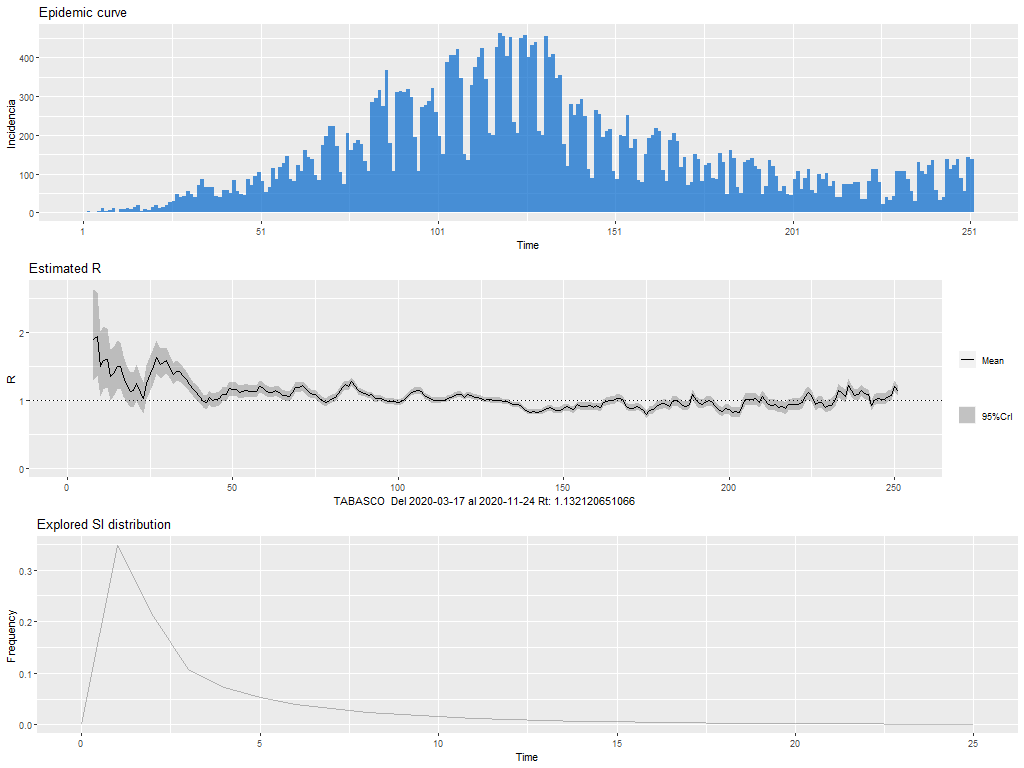 Epidemic curve
Incidencia
400
300
200
100
0
1 51 101 151 201 251
Time
Estimated R
R
2
1
0
0 50 100 150 200 250
TABASCO Del 2020-03-17 al 2020-11-24 Rt: 1.132120651066
Mean
95%CrI
Explored SI distribution
Frequency
0.3
0.2
0.1
0.0
0 5 10 15 20 25
Time